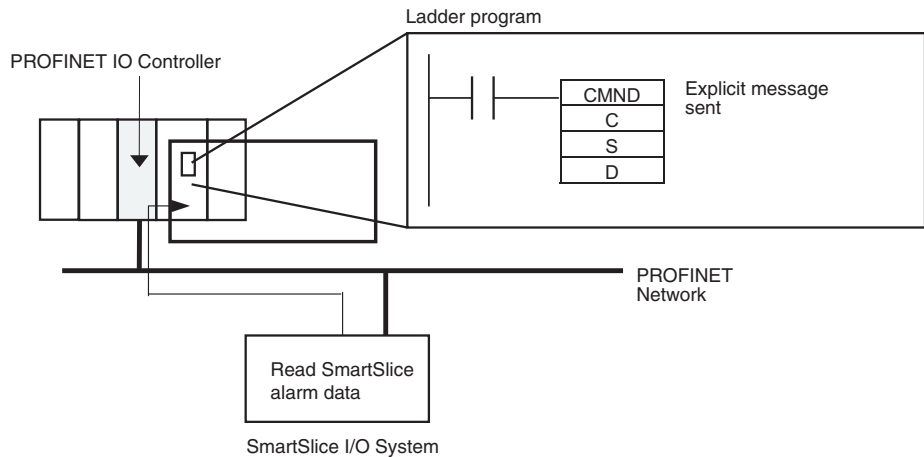 Ladder program
PROFINET IO Controller
CMND
C
S
D
Explicit message
sent
PROFINET
Network
Read SmartSlice
alarm data
SmartSlice I/O System